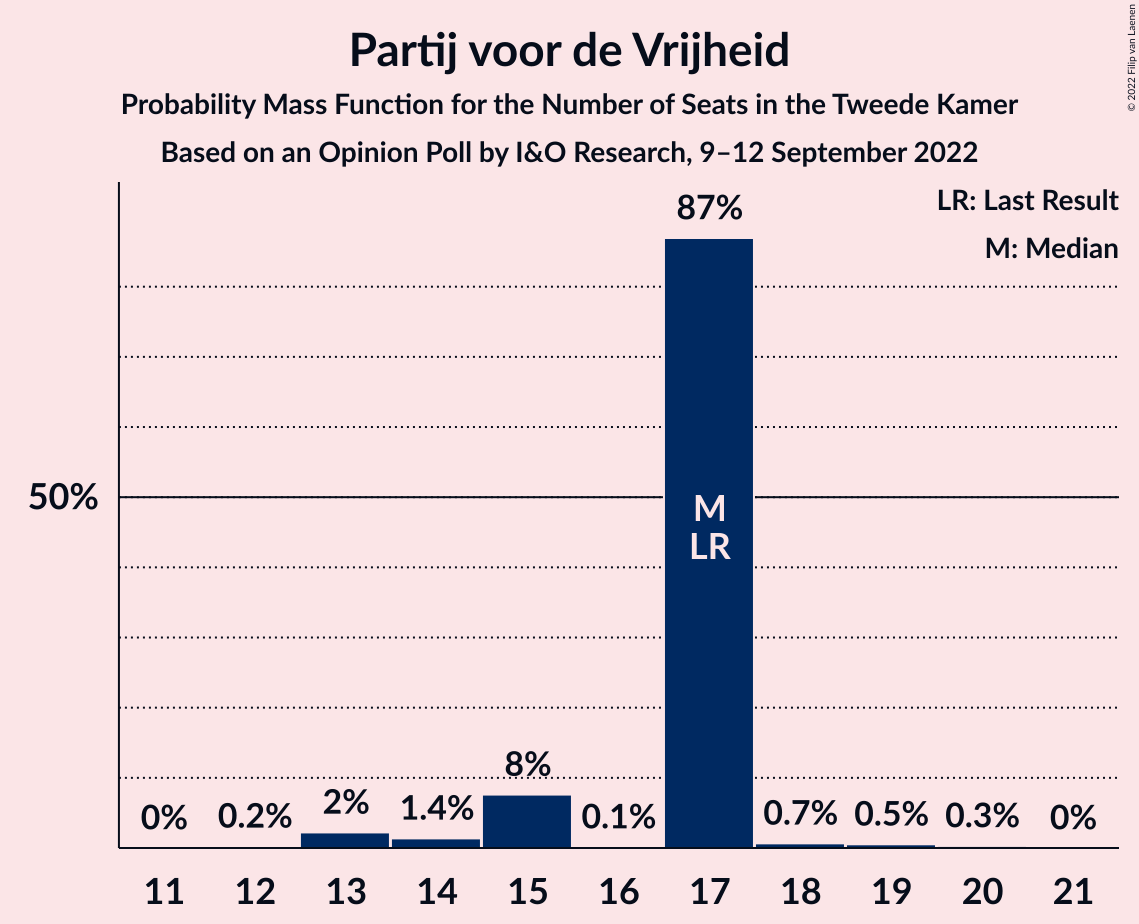 Partij voor de Vrijheid
Probability Mass Function for the Number of Seats in the Tweede Kamer
Based on an Opinion Poll by I&O Research, 9–12 September 2022
© 2022 Filip van Laenen
LR: Last Result
M: Median
87%
50%
M
LR
8%
0%
0.2%
2%
1.4%
0.1%
0.7%
0.5%
0.3%
0%
11
12
13
14
15
16
17
18
19
20
21